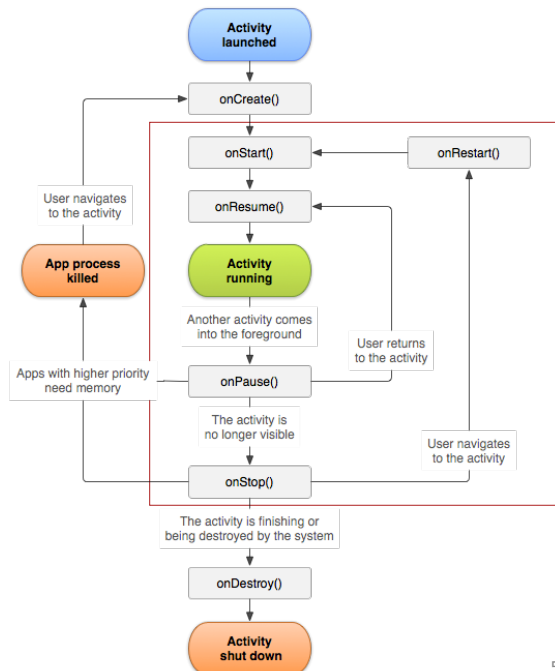 Activity
launched
onCreate()
onStart()
onRestart()
User navigates
to the activity
onResume()
App process
killed
Activity
running
Another activity comes
into the foreground
User returns
to the activity
Apps with higher priority
need memory
onPause()
The activity is
no longer visible
User navigates
to the activity
onStop()
The activity is finishing or
being destroyed by the system
onDestroy()
Activity
shut down